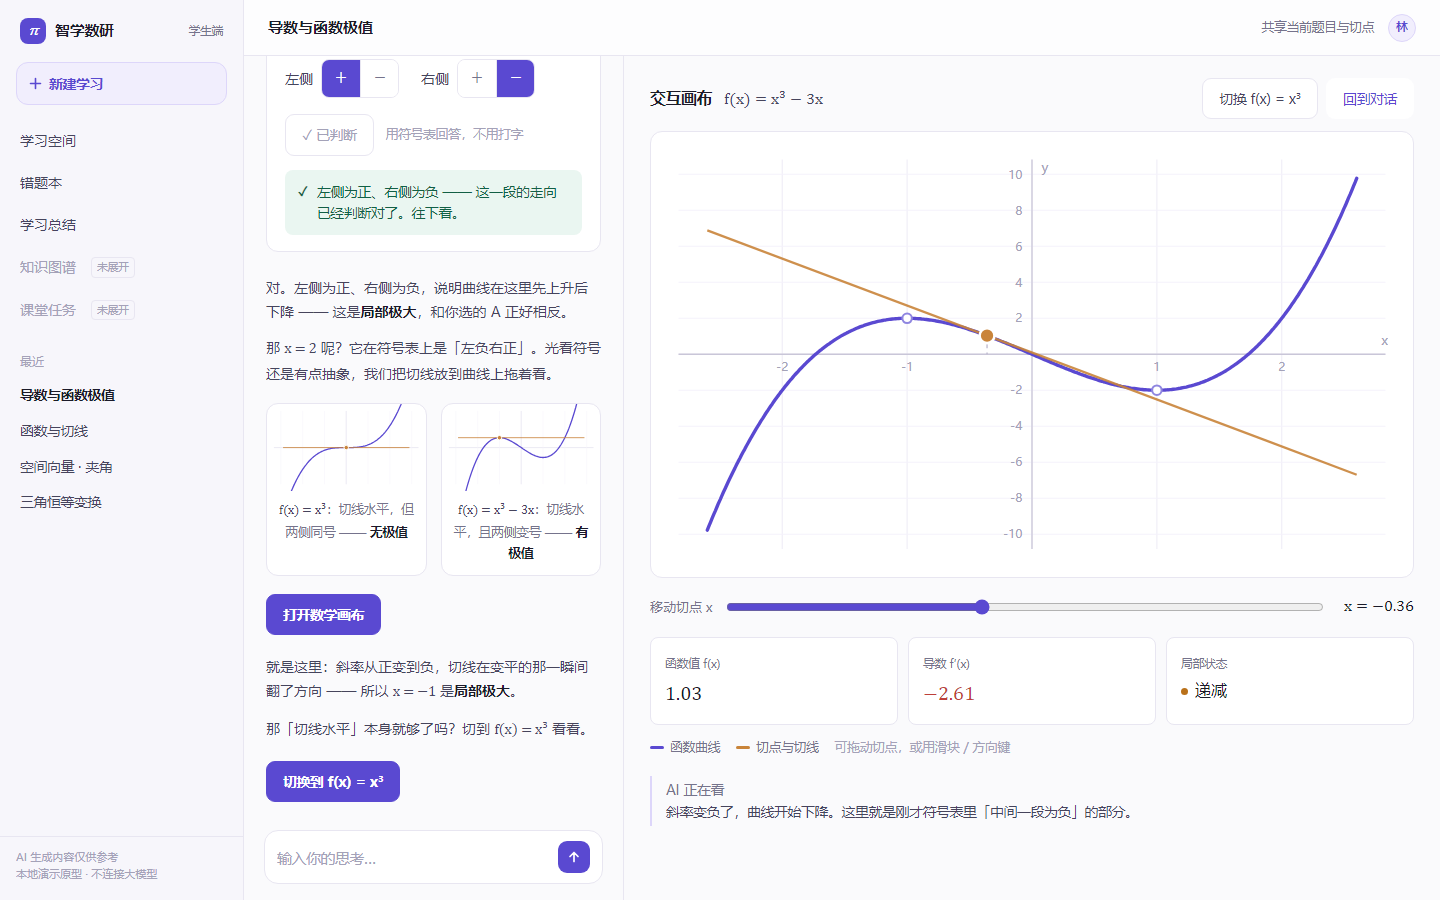 π 智学数研 学生端
+ 新建学习
学习空间
错题本
学习总结
知识图谱 未展开
课堂任务 未展开
最近
导数与函数极值
函数与切线
空间向量 · 夹角
三角恒等变换
AI 生成内容仅供参考
本地演示原型 · 不连接大模型
导数与函数极值
共享当前题目与切点 林
左侧 + − 右侧 + −
✓ 已判断 用符号表回答，不用打字
✓ 左侧为正、右侧为负 —— 这一段的走向
已经判断对了。往下看。
对。左侧为正、右侧为负，说明曲线在这里先上升后
下降 —— 这是局部极大，和你选的 A 正好相反。
那 x = 2 呢？它在符号表上是「左负右正」。光看符号
还是有点抽象，我们把切线放到曲线上拖着看。
f(x) = x³：切线水平，但
两侧同号 —— 无极值
f(x) = x³ − 3x：切线水
平，且两侧变号 —— 有
极值
打开数学画布
就是这里：斜率从正变到负，切线在变平的那一瞬间
翻了方向 —— 所以 x = −1 是局部极大。
那「切线水平」本身就够了吗？切到 f(x) = x³ 看看。
切换到 f(x) = x³
输入你的思考...
交互画布 f(x) = x³ − 3x
切换 f(x) = x³ 回到对话
y
10
8
6
4
2
x
-2 -1 1 2
-2
-4
-6
-8
-10
移动切点 x x = −0.36
函数值 f(x)
1.03
导数 f′(x)
−2.61
局部状态
递减
函数曲线 切点与切线 可拖动切点，或用滑块 / 方向键
AI 正在看
斜率变负了，曲线开始下降。这里就是刚才符号表里「中间一段为负」的部分。